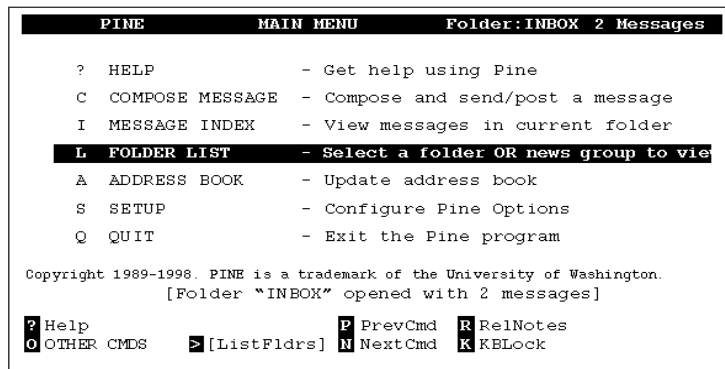 PINE MAIN MENU Folder:INBOX 2 Messages
? HELP - Get help using Pine
C COMPOSE MESSAGE - Compose and send/post a message
I MESSAGE INDEX - View messages in current folder
L FOLDER LIST - Select a folder OR news group to view
A ADDRESS BOOK - Update address book
S SETUP - Configure Pine Options
Q QUIT - Exit the Pine program
Copyright 1989-1998. PINE is a trademark of the University of Washington.
[Folder "INBOX" opened with 2 messages]
? Help P PrevCmd R RelNotes
O OTHER CMDS > [ListFldrs] N NextCmd K KBLock